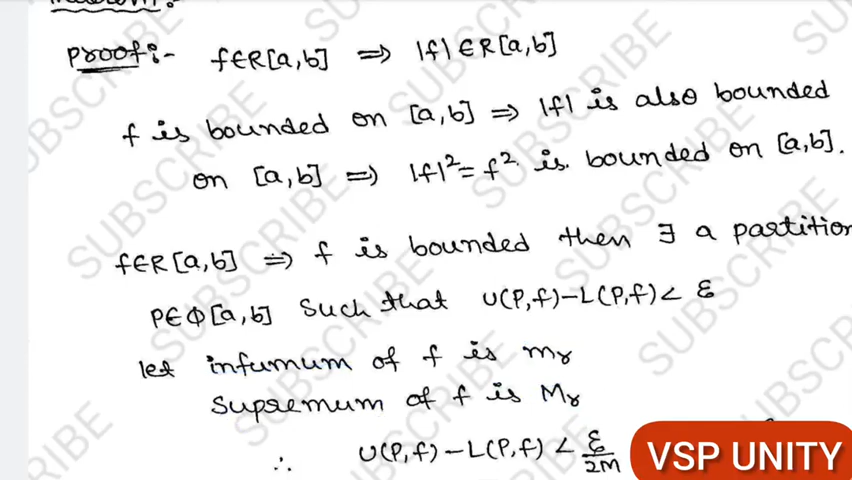 Proof:- f∈R[a,b] ⇒ |f|∈R[a,b]
f is bounded on [a,b] ⇒ |f| is also bounded
on [a,b] ⇒ |f|²=f² is bounded on [a,b].
f∈R[a,b] ⇒ f is bounded then ∃ a partition
P∈Φ[a,b] Such that U(P,f)-L(P,f)< ε
let infumum of f is mᵣ
Supremum of f is Mᵣ
∴ U(P,f)-L(P,f) < ε/2M
VSP UNITY
SUBSCRIBE